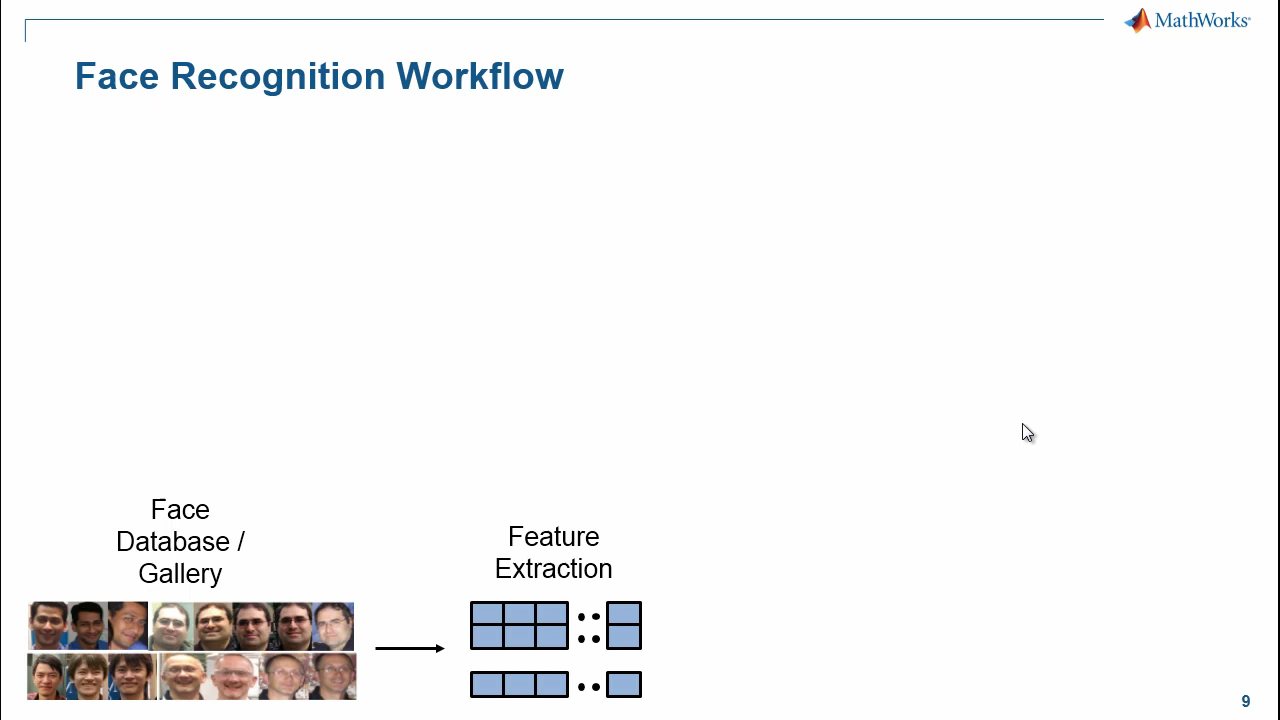 MathWorks®
Face Recognition Workflow
Face
Database /
Gallery
Feature
Extraction
9